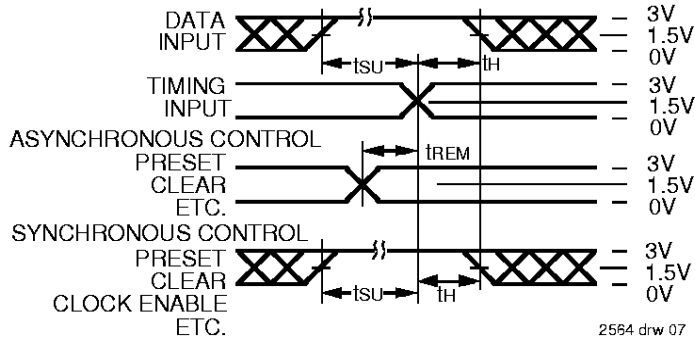 DATA
INPUT
3V
1.5V
0V
tSU
tH
TIMING
INPUT
3V
1.5V
0V
ASYNCHRONOUS CONTROL
PRESET
CLEAR
ETC.
tREM
3V
1.5V
0V
SYNCHRONOUS CONTROL
PRESET
CLEAR
CLOCK ENABLE
ETC.
3V
1.5V
0V
tSU
tH
2564 drw 07